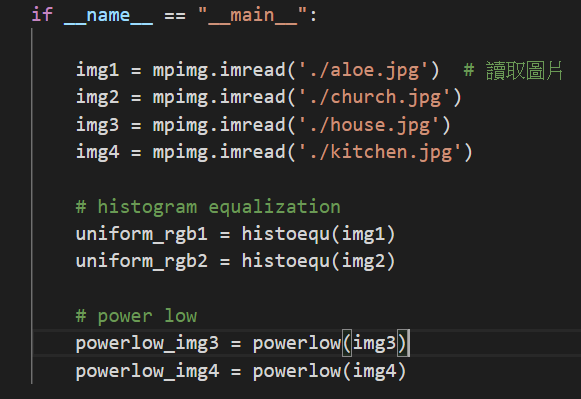 if __name__ == "__main__":
img1 = mpimg.imread('./aloe.jpg')  # 讀取圖片
img2 = mpimg.imread('./church.jpg')
img3 = mpimg.imread('./house.jpg')
img4 = mpimg.imread('./kitchen.jpg')
# histogram equalization
uniform_rgb1 = histoequ(img1)
uniform_rgb2 = histoequ(img2)
# power low
powerlow_img3 = powerlow(img3)
powerlow_img4 = powerlow(img4)